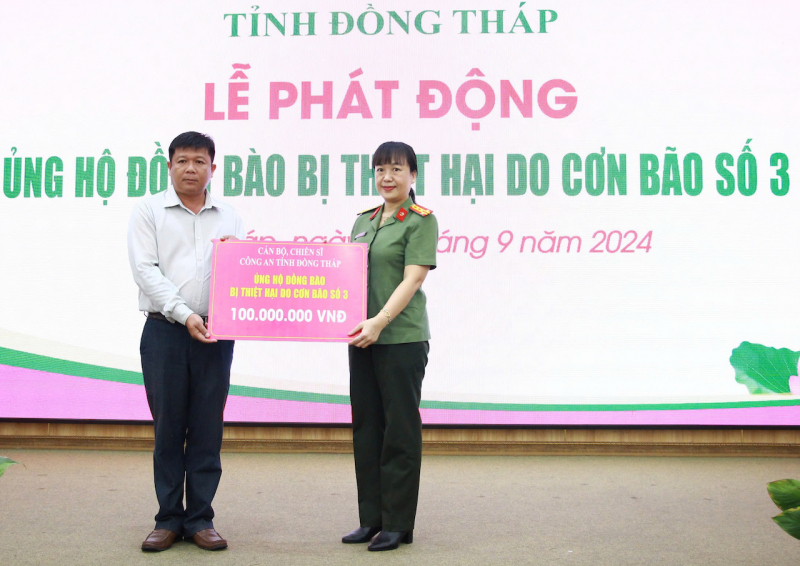 TỈNH ĐỒNG THÁP
LỄ PHÁT ĐỘNG
ỦNG HỘ ĐỒNG BÀO BỊ THIỆT HẠI DO CƠN BÃO SỐ 3
ngày tháng 9 năm 2024
CÁN BỘ, CHIẾN SĨ
CÔNG AN TỈNH ĐỒNG THÁP
ỦNG HỘ ĐỒNG BÀO
BỊ THIỆT HẠI DO CƠN BÃO SỐ 3
100.000.000 VNĐ